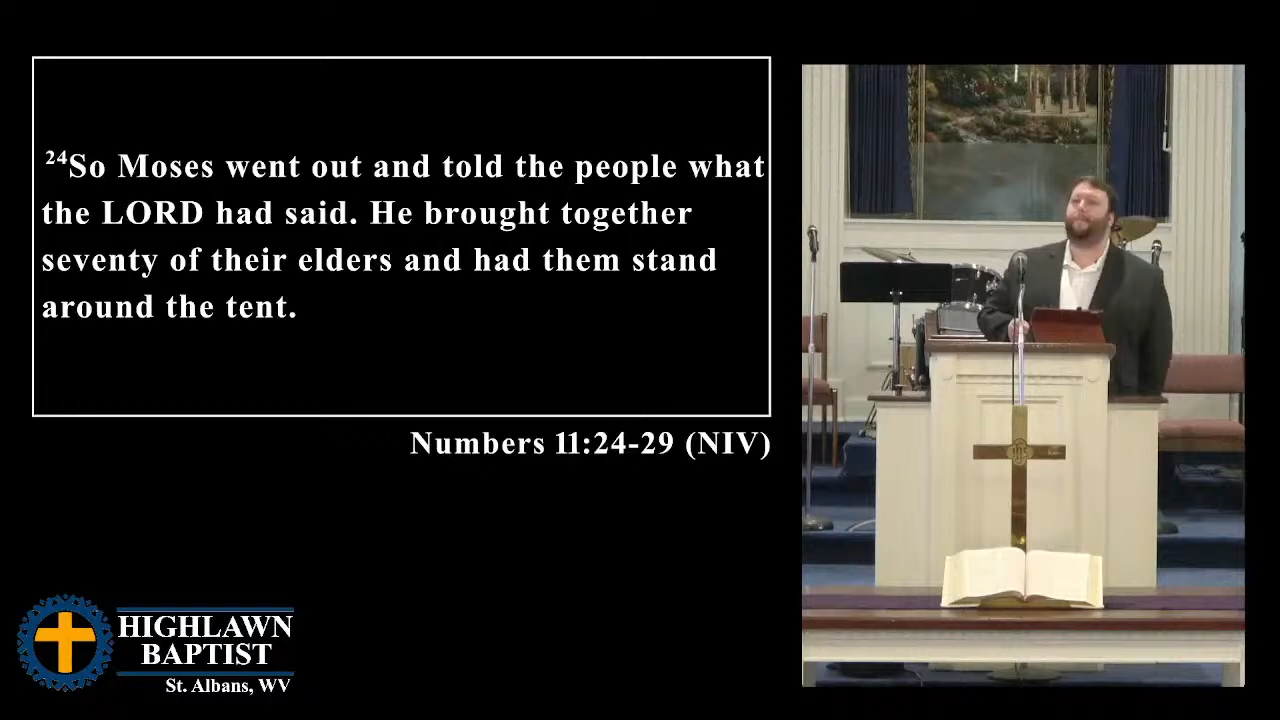 24So Moses went out and told the people what
the LORD had said. He brought together
seventy of their elders and had them stand
around the tent.
Numbers 11:24-29 (NIV)
HIGHLAWN
BAPTIST
St. Albans, WV